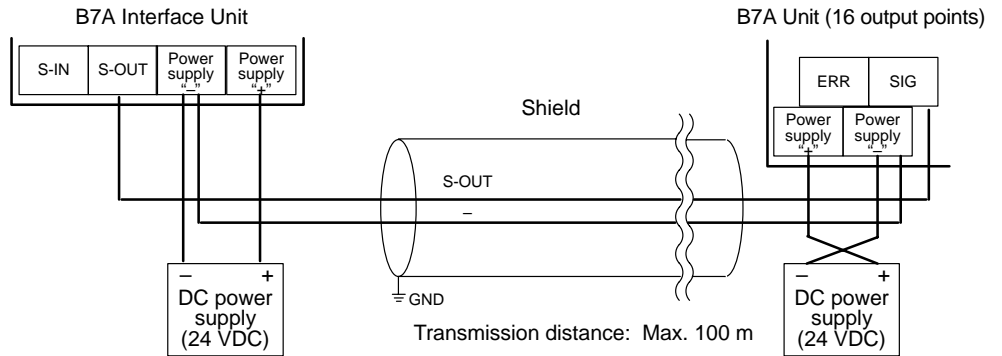 B7A Interface Unit
B7A Unit (16 output points)
S-IN
S-OUT
Power
supply
“–”
Power
supply
“+”
ERR
SIG
Power
supply
“+”
Power
supply
“–”
Shield
S-OUT
–
– +
DC power
supply
(24 VDC)
GND
Transmission distance: Max. 100 m
– +
DC power
supply
(24 VDC)